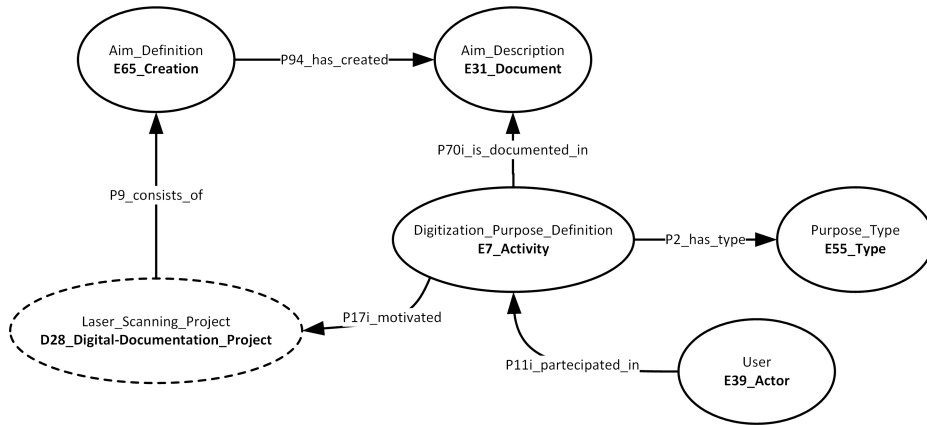 Aim_Definition
E65_Creation
P94_has_created
Aim_Description
E31_Document
P70i_is_documented_in
P9_consists_of
Digitization_Purpose_Definition
E7_Activity
P2_has_type
Purpose_Type
E55_Type
Laser_Scanning_Project
D28_Digital-Documentation_Project
P17i_motivated
P11i_partecipated_in
User
E39_Actor